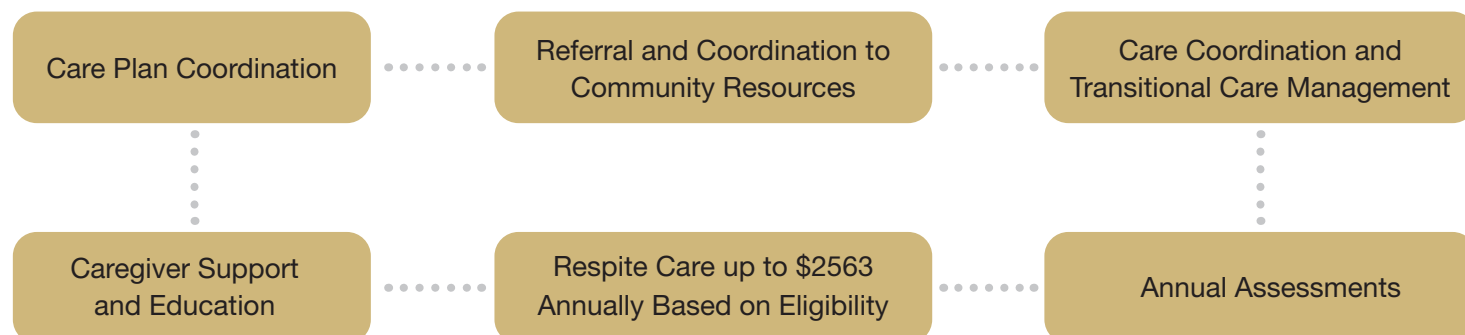 Care Plan Coordination
Referral and Coordination to
Community Resources
Care Coordination and
Transitional Care Management
Caregiver Support
and Education
Respite Care up to $2563
Annually Based on Eligibility
Annual Assessments